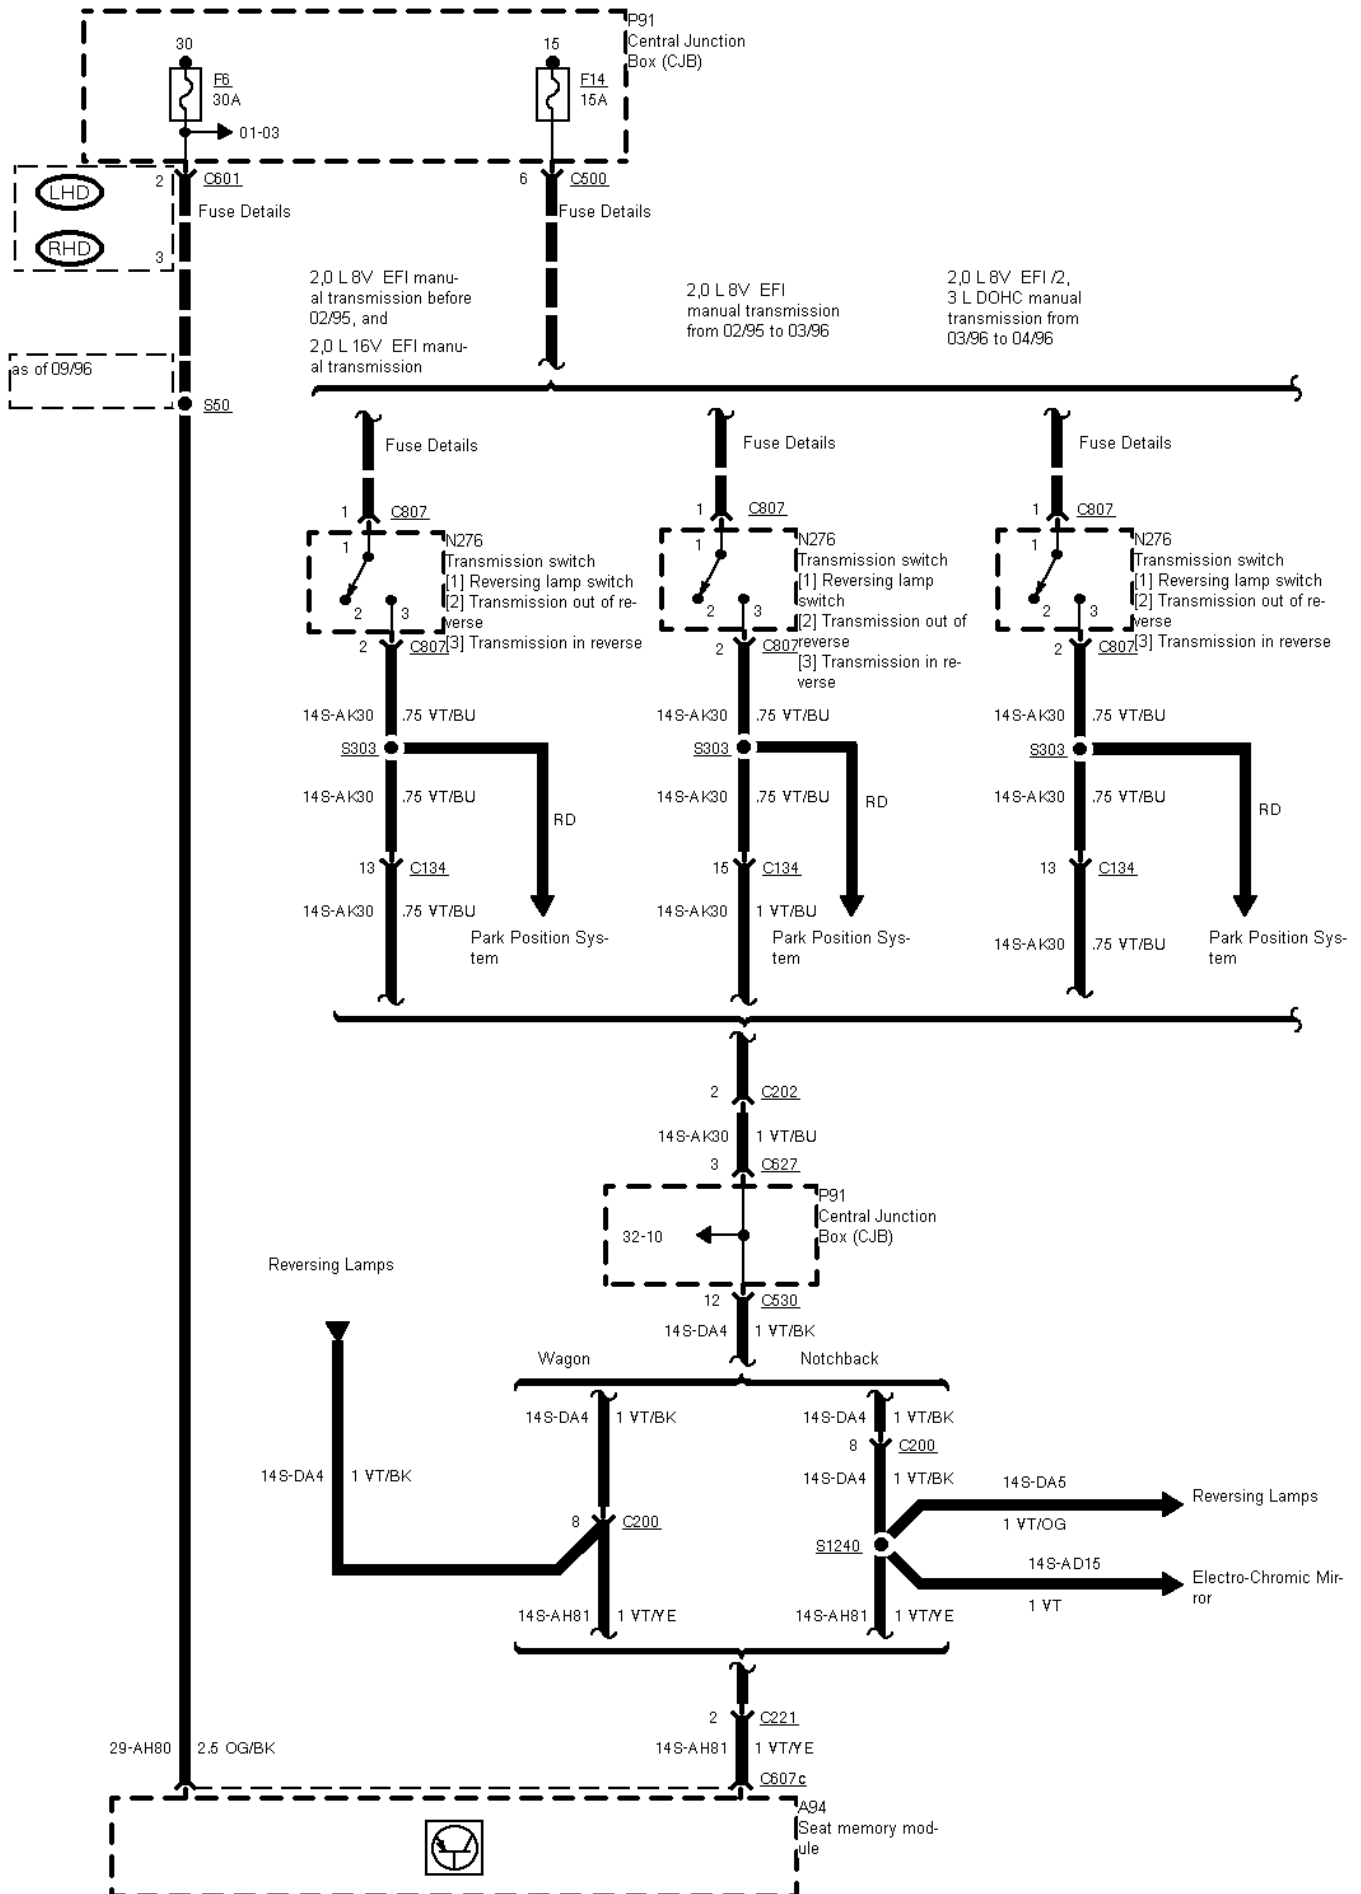 P91
Central Junction
Box (CJB)
30
15
F6
30A
F14
15A
01-03
LHD
RHD
2
C601
6
C500
Fuse Details
Fuse Details
3
2,0 L 8V EFI manu-
al transmission before
02/95, and
2,0 L 16V EFI manu-
al transmission
2,0 L 8V EFI
manual transmission
from 02/95 to 03/96
2,0 L 8V EFI /2,
3 L DOHC manual
transmission from
03/96 to 04/96
as of 09/96
S50
Fuse Details
Fuse Details
Fuse Details
1
C807
1
C807
1
C807
1
2
3
N276
Transmission switch
[1] Reversing lamp switch
[2] Transmission out of re-
verse
[3] Transmission in reverse
1
2
3
N276
Transmission switch
[1] Reversing lamp
switch
[2] Transmission out of
reverse
[3] Transmission in re-
verse
1
2
3
N276
Transmission switch
[1] Reversing lamp switch
[2] Transmission out of re-
verse
[3] Transmission in reverse
2
C807
2
C807
2
C807
14S-AK30 .75 VT/BU
14S-AK30 .75 VT/BU
14S-AK30 .75 VT/BU
S303
S303
S303
14S-AK30 .75 VT/BU
14S-AK30 .75 VT/BU
14S-AK30 .75 VT/BU
RD
RD
RD
13
C134
15
C134
13
C134
14S-AK30 .75 VT/BU
14S-AK30 1 VT/BU
14S-AK30 .75 VT/BU
Park Position Sys-
tem
Park Position Sys-
tem
Park Position Sys-
tem
2
C202
14S-AK30 1 VT/BU
3
C627
P91
Central Junction
Box (CJB)
32-10
Reversing Lamps
12
C530
14S-DA4 1 VT/BK
Wagon
Notchback
14S-DA4 1 VT/BK
14S-DA4 1 VT/BK
8
C200
14S-DA4 1 VT/BK
14S-DA4 1 VT/BK
14S-DA5
1 VT/OG
Reversing Lamps
8
C200
S1240
14S-AD15
1 VT
Electro-Chromic Mir-
ror
14S-AH81 1 VT/YE
14S-AH81 1 VT/YE
2
C221
29-AH80 2.5 OG/BK
14S-AH81 1 VT/YE
C607c
A94
Seat memory mod-
ule